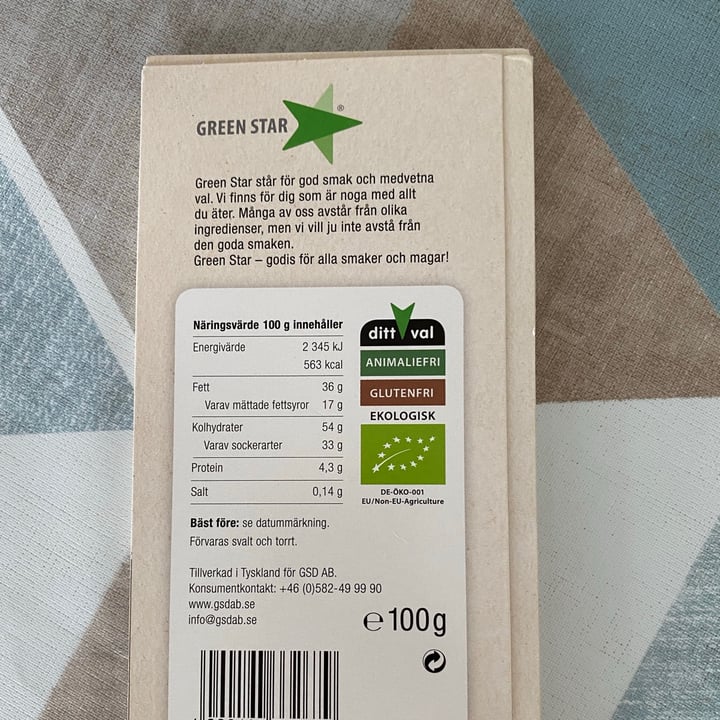 GREEN STAR ®
Green Star står för god smak och medvetna
val. Vi finns för dig som är noga med allt
du äter. Många av oss avstår från olika
ingredienser, men vi vill ju inte avstå från
den goda smaken.
Green Star – godis för alla smaker och magar!
Näringsvärde 100 g innehåller
Energivärde 2 345 kJ
563 kcal
Fett 36 g
Varav mättade fettsyror 17 g
Kolhydrater 54 g
Varav sockerarter 33 g
Protein 4,3 g
Salt 0,14 g
ditt val
ANIMALIEFRI
GLUTENFRI
EKOLOGISK
DE-ÖKO-001
EU/Non-EU-Agriculture
Bäst före: se datummärkning.
Förvaras svalt och torrt.
Tillverkad i Tyskland för GSD AB.
Konsumentkontakt: +46 (0)582-49 99 90
www.gsdab.se
info@gsdab.se
℮ 100 g